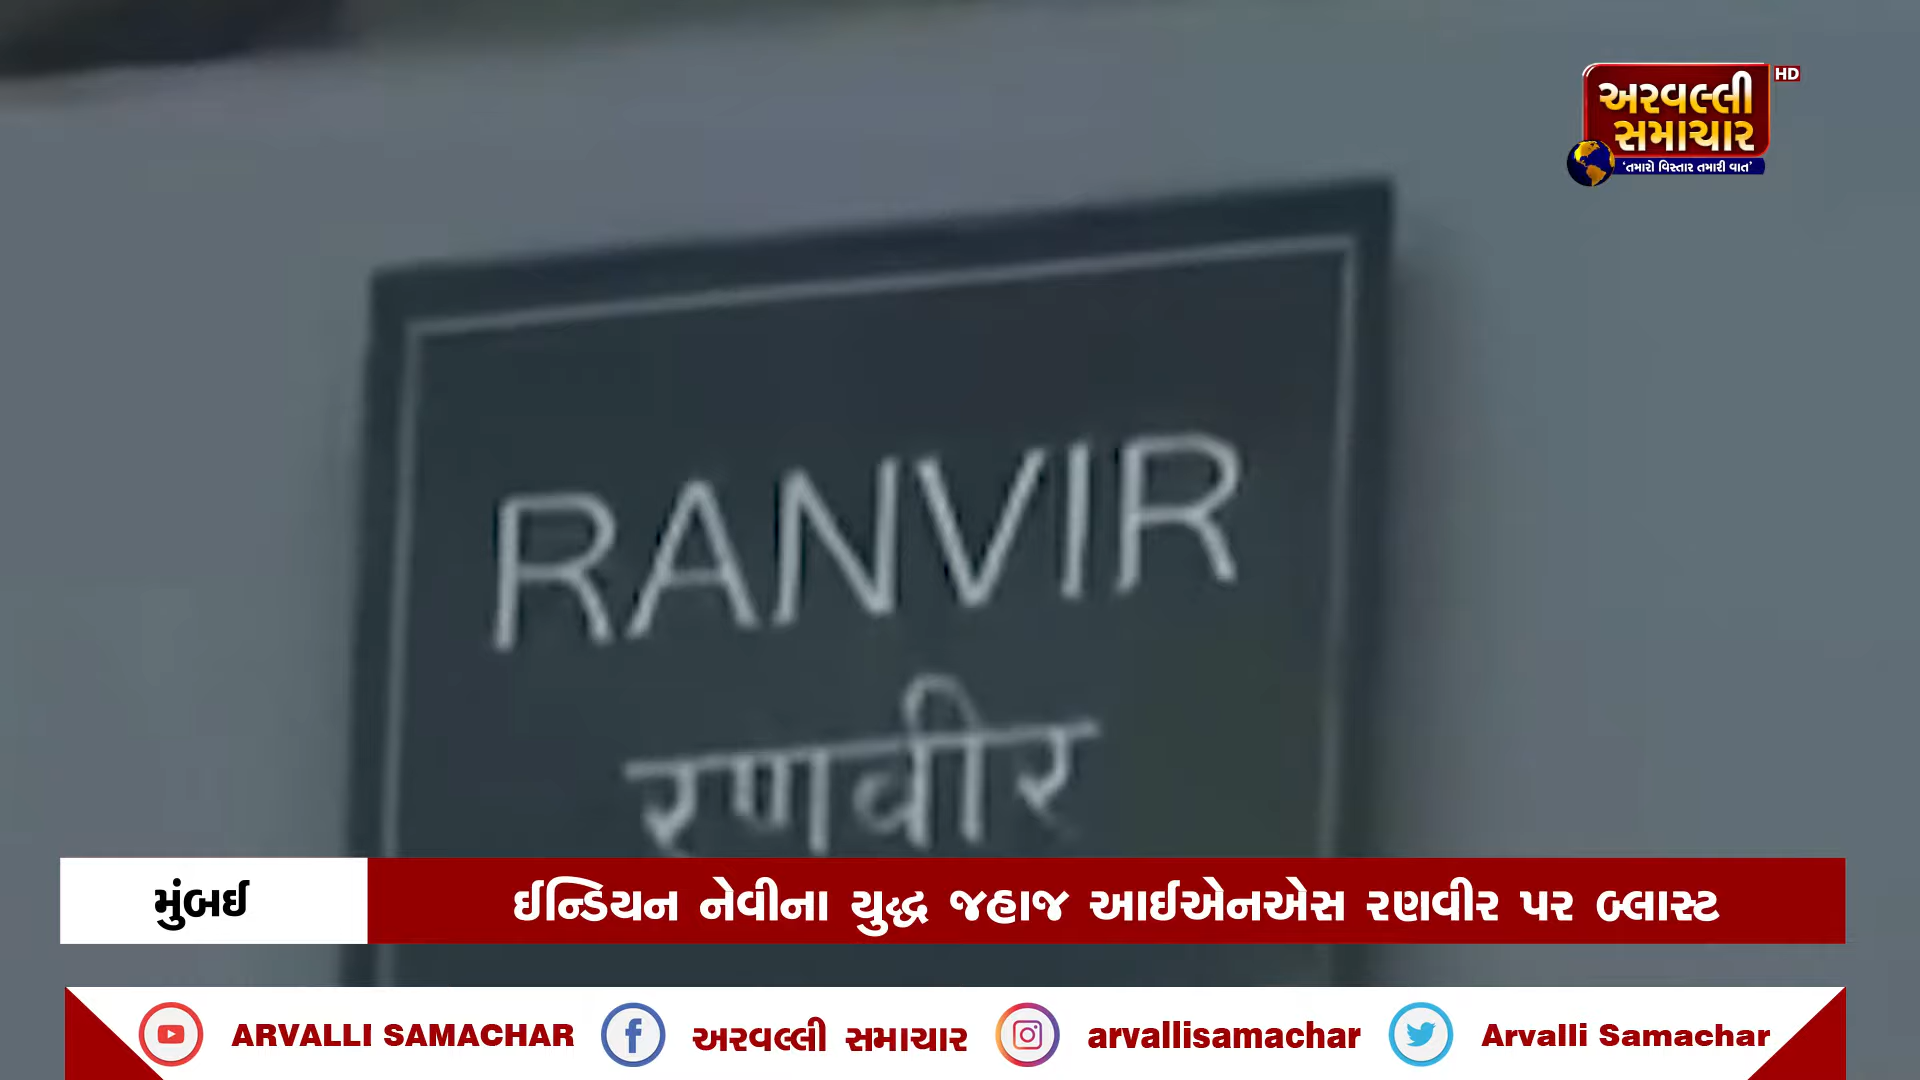 અરવલ્લી
સમાચાર
HD
'તમારો વિસ્તાર તમારી વાત'
RANVIR
रणवीर
મુંબઈ
ઈન્ડિયન નેવીના યુદ્ધ જહાજ આઈએનએસ રણવીર પર બ્લાસ્ટ
ARVALLI SAMACHAR
અરવલ્લી સમાચાર
arvallisamachar
Arvalli Samachar